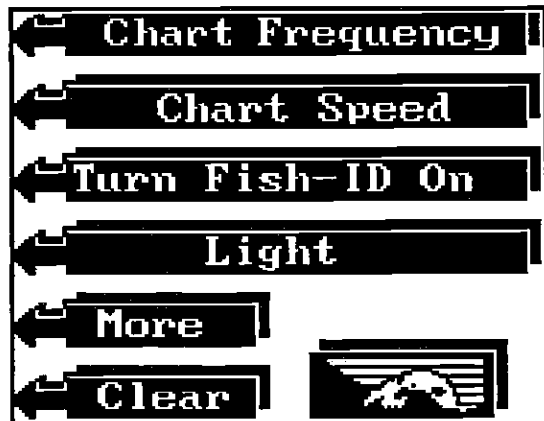 Chart Frequency
Chart Speed
Turn Fish-ID On
Light
More
Clear